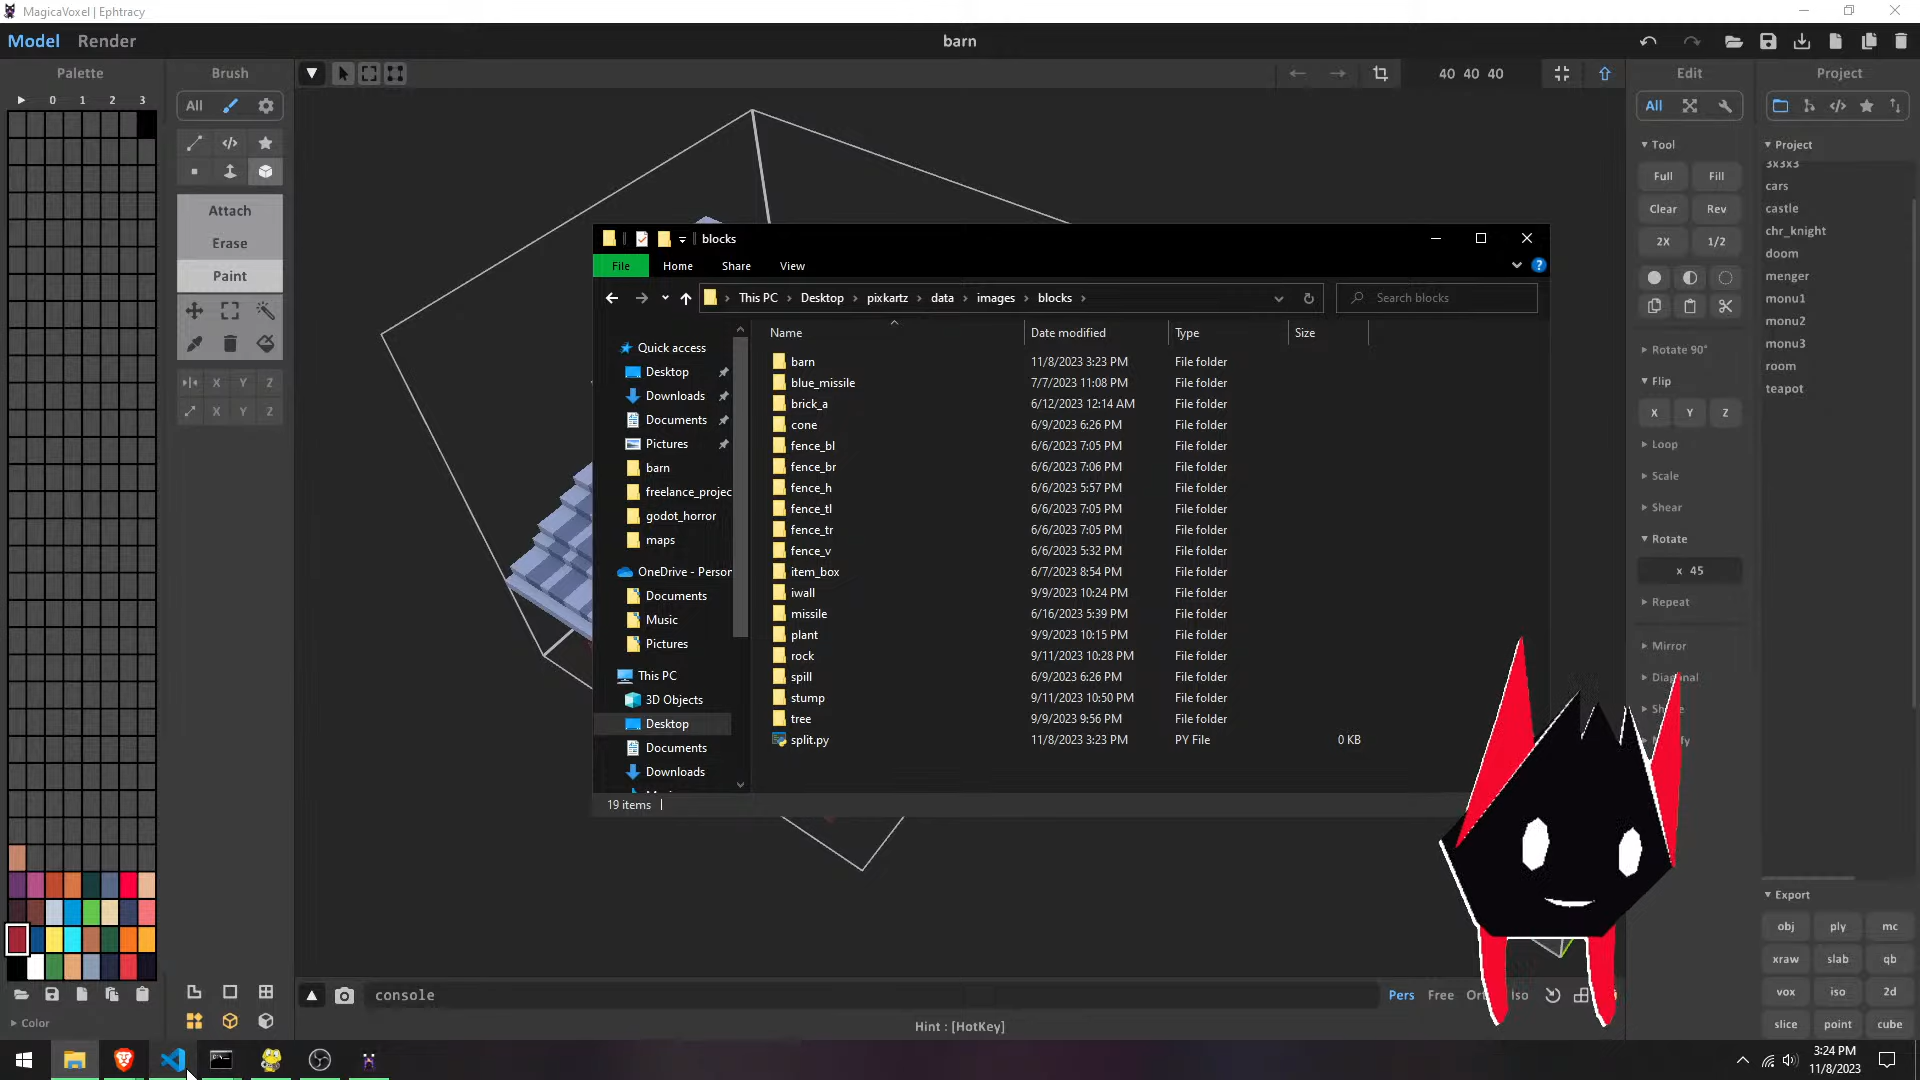 MagicaVoxel | Ephtracy
Model Render
barn
Palette
Brush
40 40 40
Edit
Project
0 1 2 3
All
All
Tool
Full Fill
Clear Rev
2X 1/2
Rotate 90°
Flip
X Y Z
Loop
Scale
Shear
Rotate
x 45
Repeat
Mirror
Project
3x3x3
cars
castle
chr_knight
doom
menger
monu1
monu2
monu3
room
teapot
Attach
Erase
Paint
X Y Z
X Y Z
blocks
File Home Share View
This PC › Desktop › pixkartz › data › images › blocks ›
Search blocks
Name Date modified Type Size
Quick access
Desktop
Downloads
Documents
Pictures
barn
freelance_projec
godot_horror
maps
OneDrive - Person
Documents
Music
Pictures
This PC
3D Objects
Desktop
Documents
Downloads
barn 11/8/2023 3:23 PM File folder
blue_missile 7/7/2023 11:08 PM File folder
brick_a 6/12/2023 12:14 AM File folder
cone 6/9/2023 6:26 PM File folder
fence_bl 6/6/2023 7:05 PM File folder
fence_br 6/6/2023 7:06 PM File folder
fence_h 6/6/2023 5:57 PM File folder
fence_tl 6/6/2023 7:05 PM File folder
fence_tr 6/6/2023 7:05 PM File folder
fence_v 6/6/2023 5:32 PM File folder
item_box 6/7/2023 8:54 PM File folder
iwall 9/9/2023 10:24 PM File folder
missile 6/16/2023 5:39 PM File folder
plant 9/9/2023 10:15 PM File folder
rock 9/11/2023 10:28 PM File folder
spill 6/9/2023 6:26 PM File folder
stump 9/11/2023 10:50 PM File folder
tree 9/9/2023 9:56 PM File folder
split.py 11/8/2023 3:23 PM PY File 0 KB
19 items
Export
obj ply mc
xraw slab qb
vox iso 2d
slice point cube
console
Pers Free
Hint : [HotKey]
Color
3:24 PM
11/8/2023